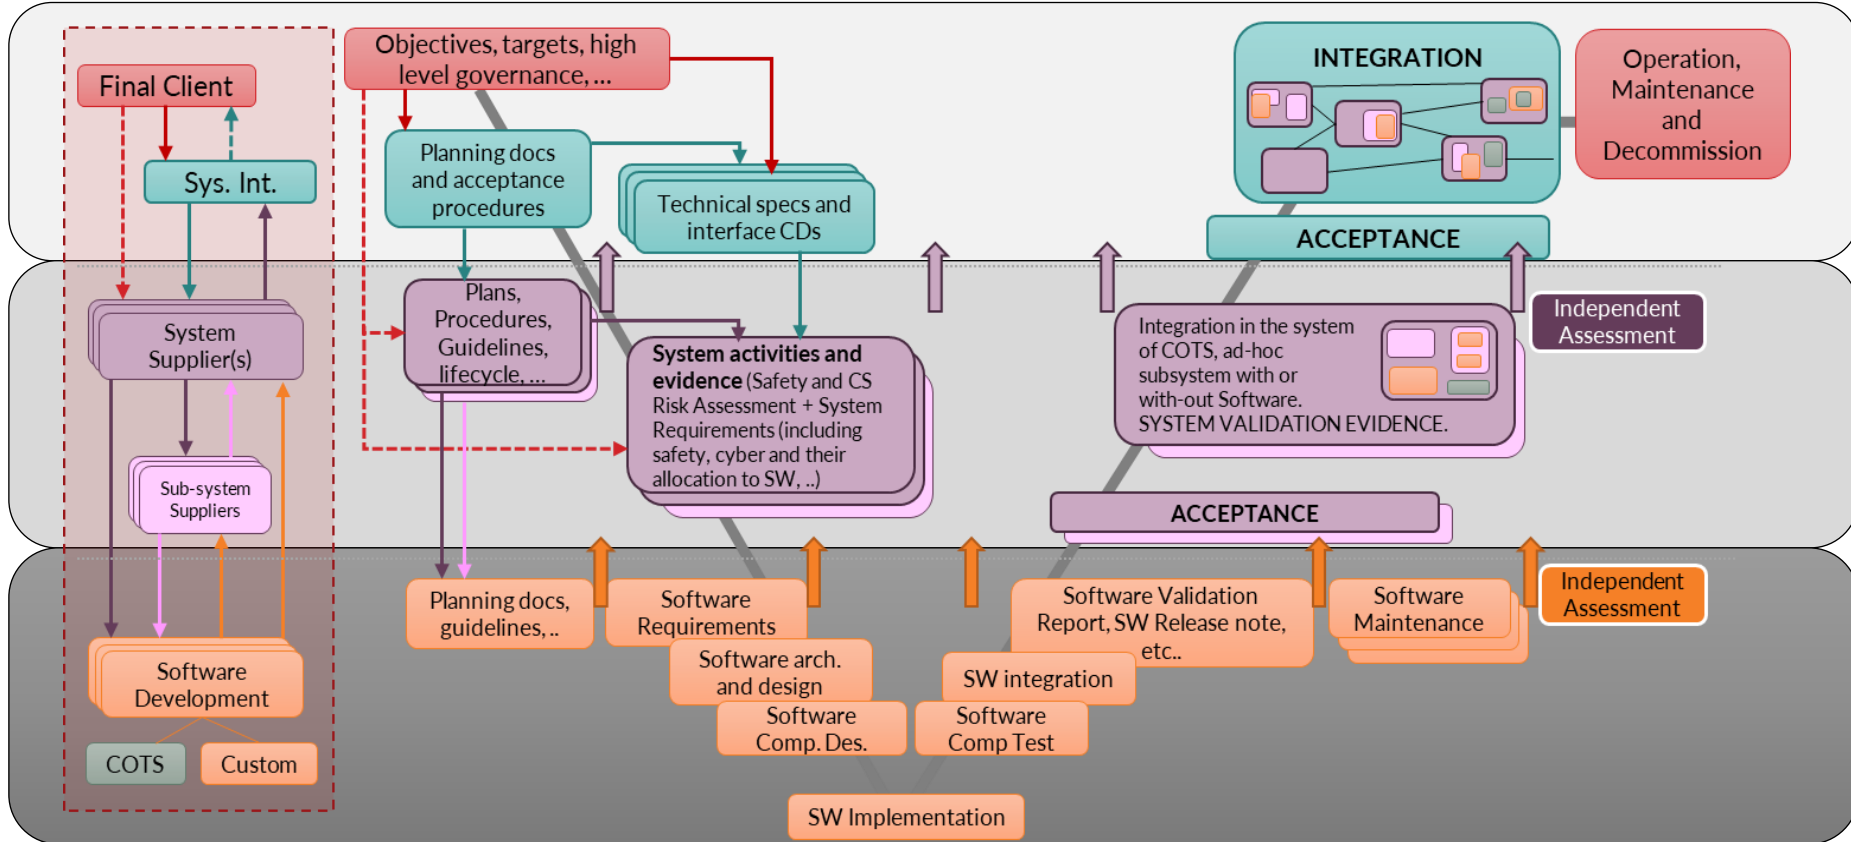 Final Client
Sys. Int.
System
Supplier(s)
Sub-system
Suppliers
Software
Development
COTS
Custom
Objectives, targets, high
level governance, ...
Planning docs
and acceptance
procedures
Technical specs and
interface CDs
INTEGRATION
Operation,
Maintenance
and
Decommission
ACCEPTANCE
Plans,
Procedures,
Guidelines,
lifecycle, ...
System activities and
evidence (Safety and CS
Risk Assessment + System
Requirements (including
safety, cyber and their
allocation to SW, ..)
Integration in the system
of COTS, ad-hoc
subsystem with or
with-out Software.
SYSTEM VALIDATION EVIDENCE.
Independent
Assessment
ACCEPTANCE
Planning docs,
guidelines, ..
Software
Requirements
Software arch.
and design
Software
Comp. Des.
SW Implementation
Software
Comp Test
SW integration
Software Validation
Report, SW Release note,
etc..
Software
Maintenance
Independent
Assessment